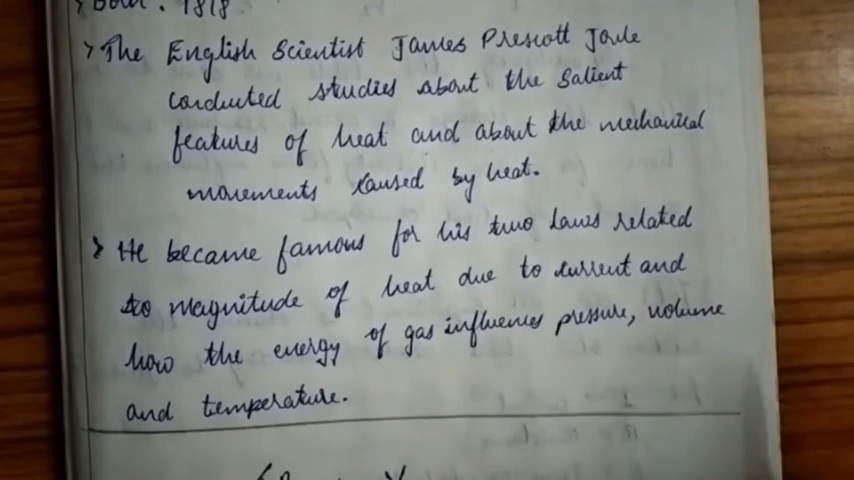 > Born : 1818
> The English Scientist James Prescott Joule
conducted studies about the salient
features of heat and about the mechanical
movements caused by heat.
> He became famous for his two laws related
to magnitude of heat due to current and
how the energy of gas influences pressure, volume
and temperature.